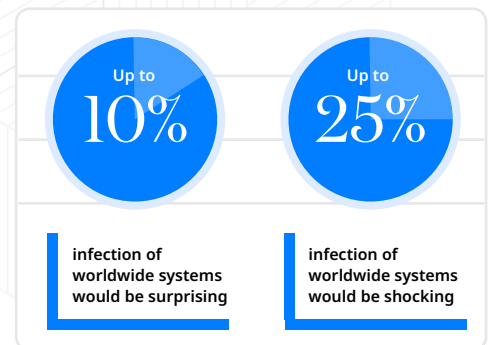 Up to
10%
infection of
worldwide systems
would be surprising
Up to
25%
infection of
worldwide systems
would be shocking